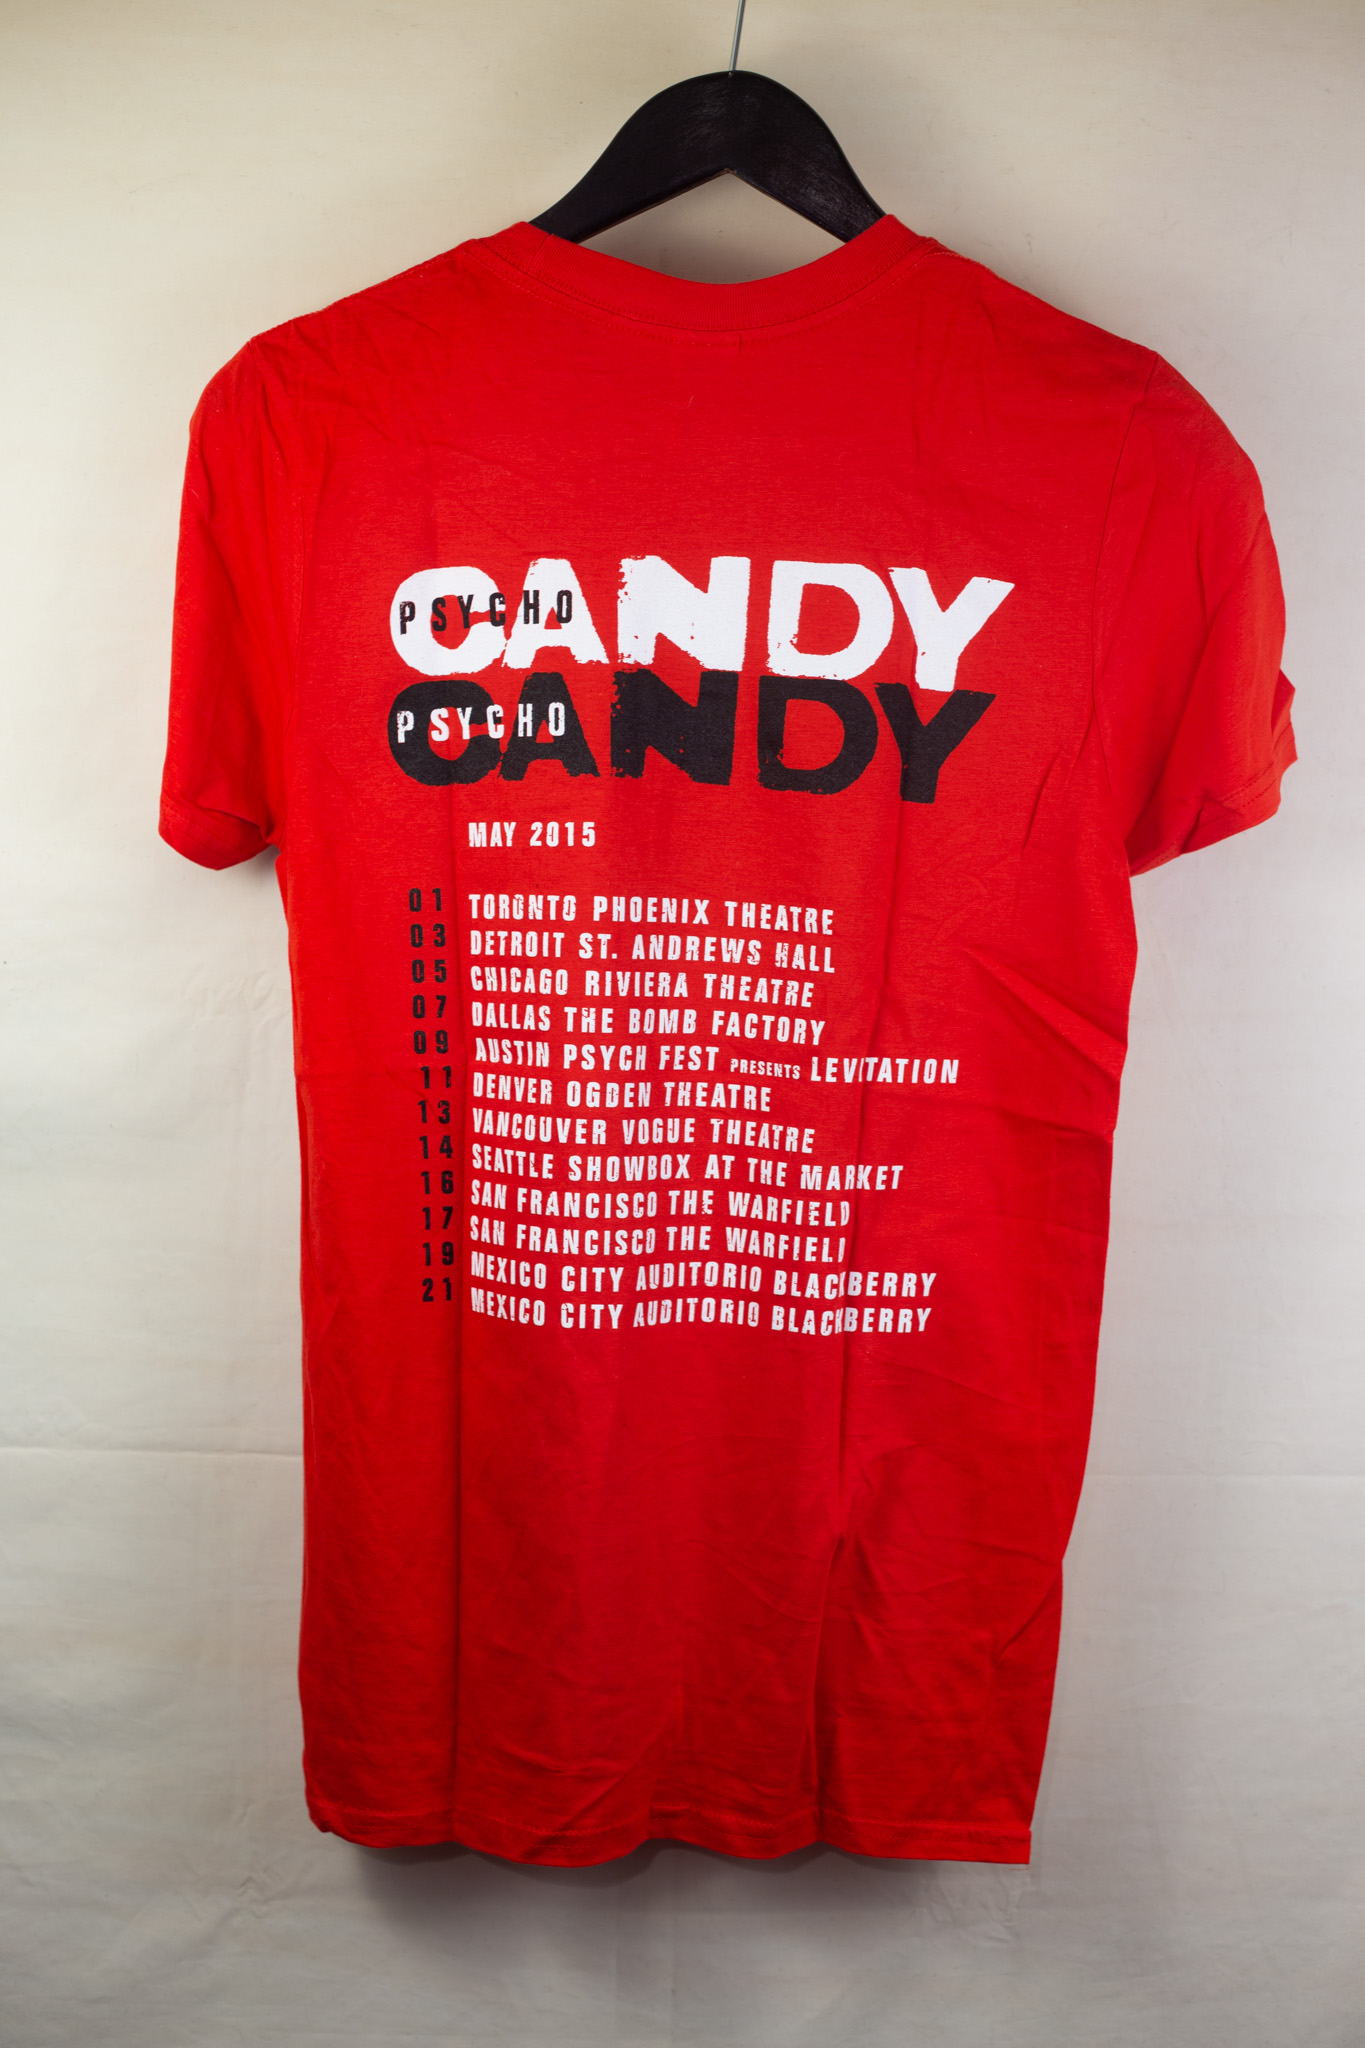 PSYCHO CANDY
PSYCHO CANDY
MAY 2015
01 TORONTO PHOENIX THEATRE
03 DETROIT ST. ANDREWS HALL
05 CHICAGO RIVIERA THEATRE
07 DALLAS THE BOMB FACTORY
09 AUSTIN PSYCH FEST PRESENTS LEVITATION
11 DENVER OGDEN THEATRE
13 VANCOUVER VOGUE THEATRE
14 SEATTLE SHOWBOX AT THE MARKET
16 SAN FRANCISCO THE WARFIELD
17 SAN FRANCISCO THE WARFIELD
19 MEXICO CITY AUDITORIO BLACKBERRY
21 MEXICO CITY AUDITORIO BLACKBERRY